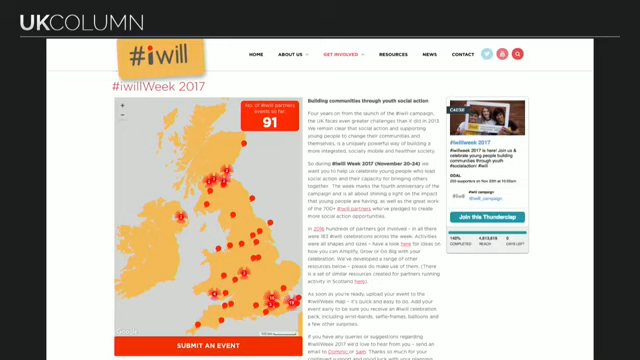 UKCOLUMN
#iwill
HOME
ABOUT US
GET INVOLVED
RESOURCES
NEWS
CONTACT
#iwillWeek 2017
No. of #iwill partners
events so far:
91
SUBMIT AN EVENT
Building communities through youth social action
Four years on from the launch of the #iwill campaign,
the UK faces even greater challenges than it did in 2013.
We remain clear that social action and supporting
young people to change their communities and
themselves, is a uniquely powerful way of building
a more integrated, socially mobile and healthier society.
So during #iwill Week 2017 (November 20-24) we
want you to help us celebrate young people who lead
social action and their capacity for bringing others
together. The week marks the fourth anniversary of the
campaign and is all about shining a light on the impact
that young people are having, as well as the great work
of the 700+ #iwill partners who've pledged to create
more social action opportunities.
In 2016 hundreds of partners got involved - in all there
were 183 #iwill celebrations across the week. Activities
were all shapes and sizes - have a look here for ideas on
how you can Amplify, Grow or Go Big with your
celebration. We've developed a range of other
resources below - please do make use of them. (There
is a set of similar resources created for partners running
activity in Scotland here).
As soon as you're ready, upload your event to the
#iwillWeek map - it's quick and easy to do. Add your
event early to be sure you receive an #iwill celebration
pack, including wrist-bands, selfie-frames, balloons and
a few other surprises.
If you have any queries or suggestions regarding
#iwillWeek 2017 we'd love to hear from you - send an
email to Dominic or Sam. Thanks so much for your
CAUSE
#iwillweek 2017
#iwillweek 2017 is here! Join us &
celebrate young people building
communities through youth
#socialaction! #iwill
GOAL
#iwill campaign
@iwill_campaign
Join this Thunderclap
140%
COMPLETED
REACH
0
DAYS LEFT